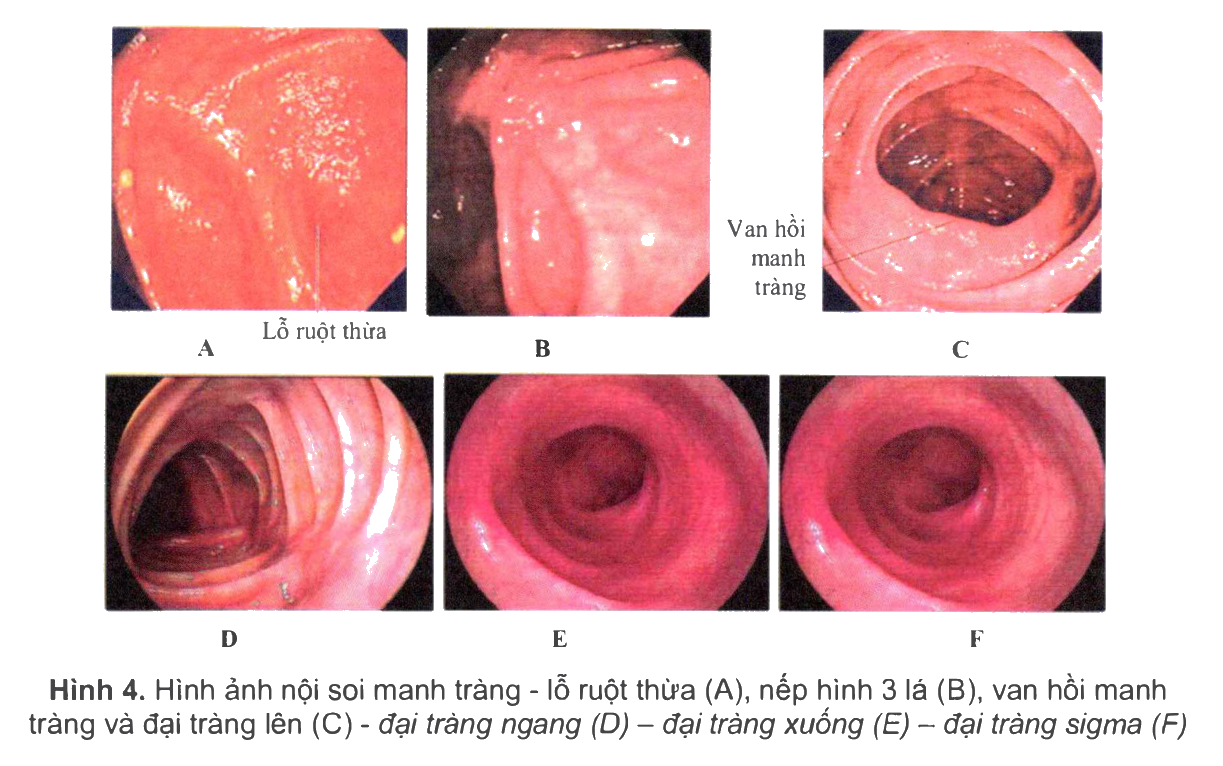 Van hồi
manh
tràng
Lỗ ruột thừa
A
B
C
D
E
F
Hình 4. Hình ảnh nội soi manh tràng - lỗ ruột thừa (A), nếp hình 3 lá (B), van hồi manh
tràng và đại tràng lên (C) - đại tràng ngang (D) – đại tràng xuống (E) – đại tràng sigma (F)